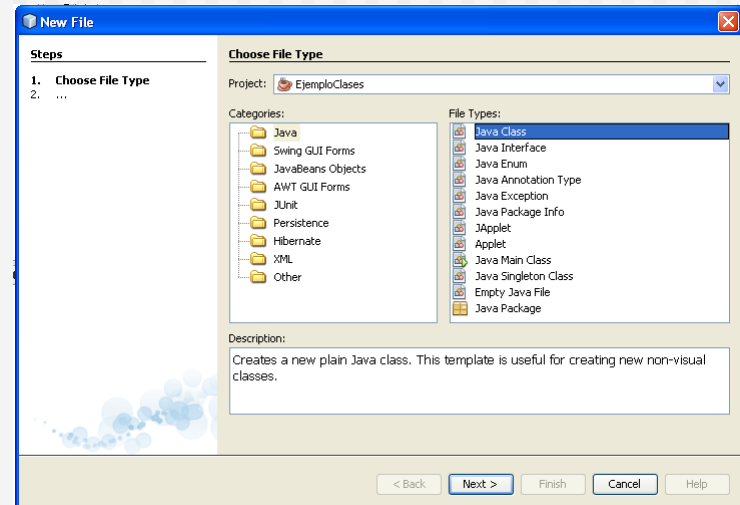 New File
Steps
1. Choose File Type
2. ...
Choose File Type
Project: EjemploClases
Categories:
Java
Swing GUI Forms
JavaBeans Objects
AWT GUI Forms
JUnit
Persistence
Hibernate
XML
Other
File Types:
Java Class
Java Interface
Java Enum
Java Annotation Type
Java Exception
Java Package Info
JApplet
Applet
Java Main Class
Java Singleton Class
Empty Java File
Java Package
Description:
Creates a new plain Java class. This template is useful for creating new non-visual
classes.
< Back Next > Finish Cancel Help